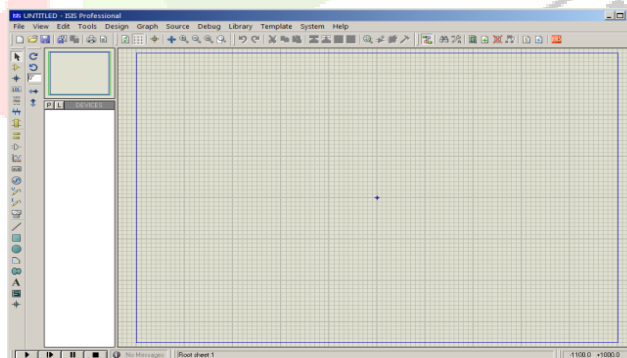 ISIS UNTITLED - ISIS Professional
File View Edit Tools Design Graph Source Debug Library Template System Help
P L DEVICES
A
No Messages Root sheet 1 -1100.0 +1000.0